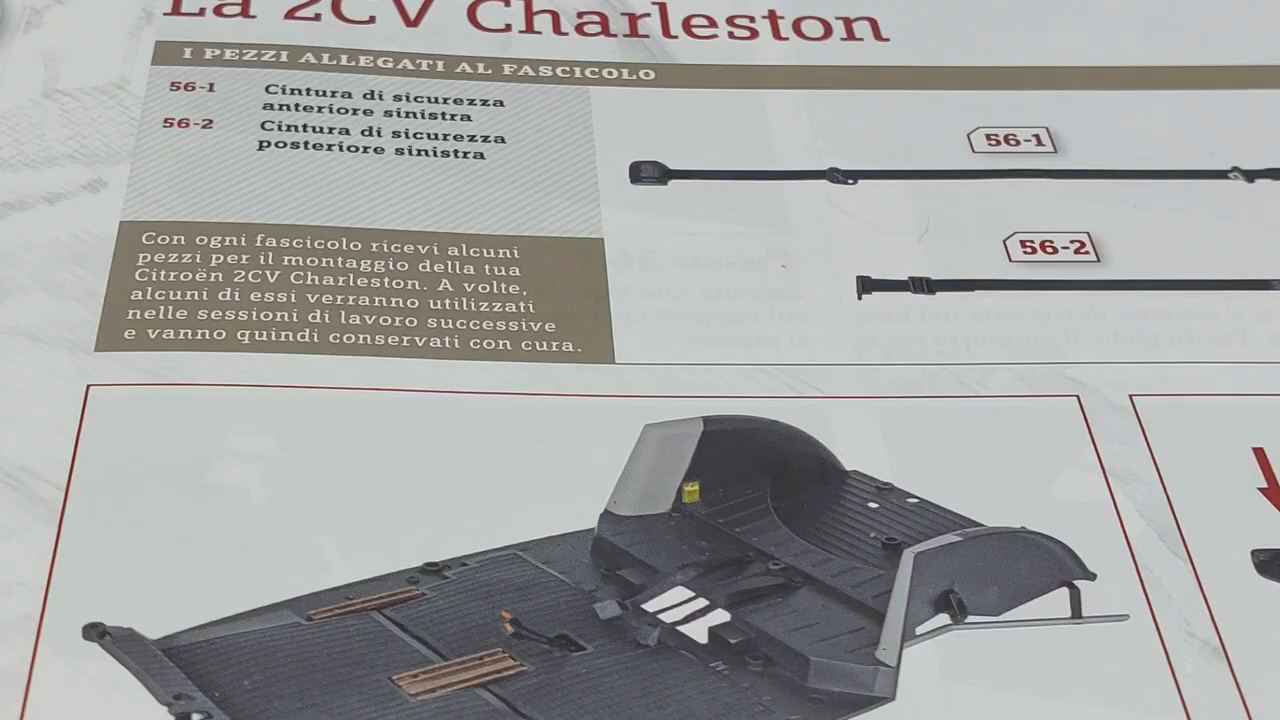 La 2CV Charleston
I PEZZI ALLEGATI AL FASCICOLO
56-1 Cintura di sicurezza
anteriore sinistra
56-2 Cintura di sicurezza
posteriore sinistra
56-1
56-2
Con ogni fascicolo ricevi alcuni
pezzi per il montaggio della tua
Citroën 2CV Charleston. A volte,
alcuni di essi verranno utilizzati
nelle sessioni di lavoro successive
e vanno quindi conservati con cura.